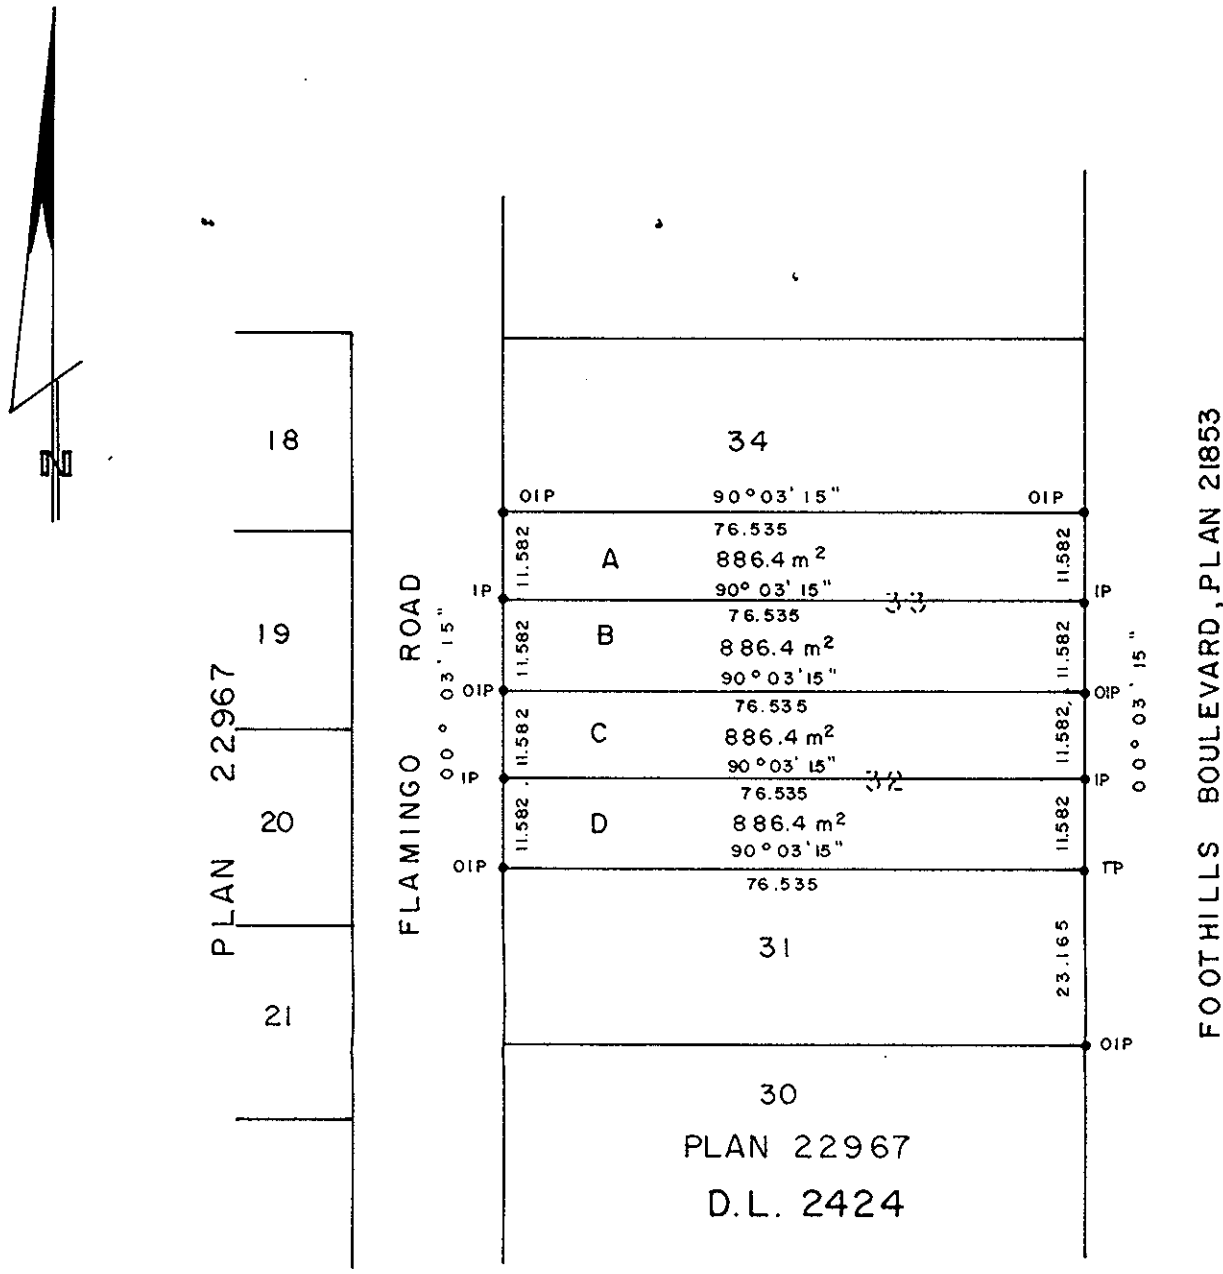 N
18
19
20
21
PLAN 22967
FLAMINGO ROAD
00° 03' 15"
34
OIP
90° 03' 15"
OIP
11.582
76.535
11.582
A
886.4 m²
IP
90° 03' 15"
33
IP
11.582
76.535
11.582
B
886.4 m²
90° 03' 15"
OIP
OIP
11.582
76.535
11.582
C
886.4 m²
90° 03' 15"
32
IP
IP
11.582
76.535
11.582
D
886.4 m²
90° 03' 15"
OIP
76.535
31
23.165
OIP
30
PLAN 22967
D.L. 2424
00° 03' 15"
FOOTHILLS BOULEVARD, PLAN 21853